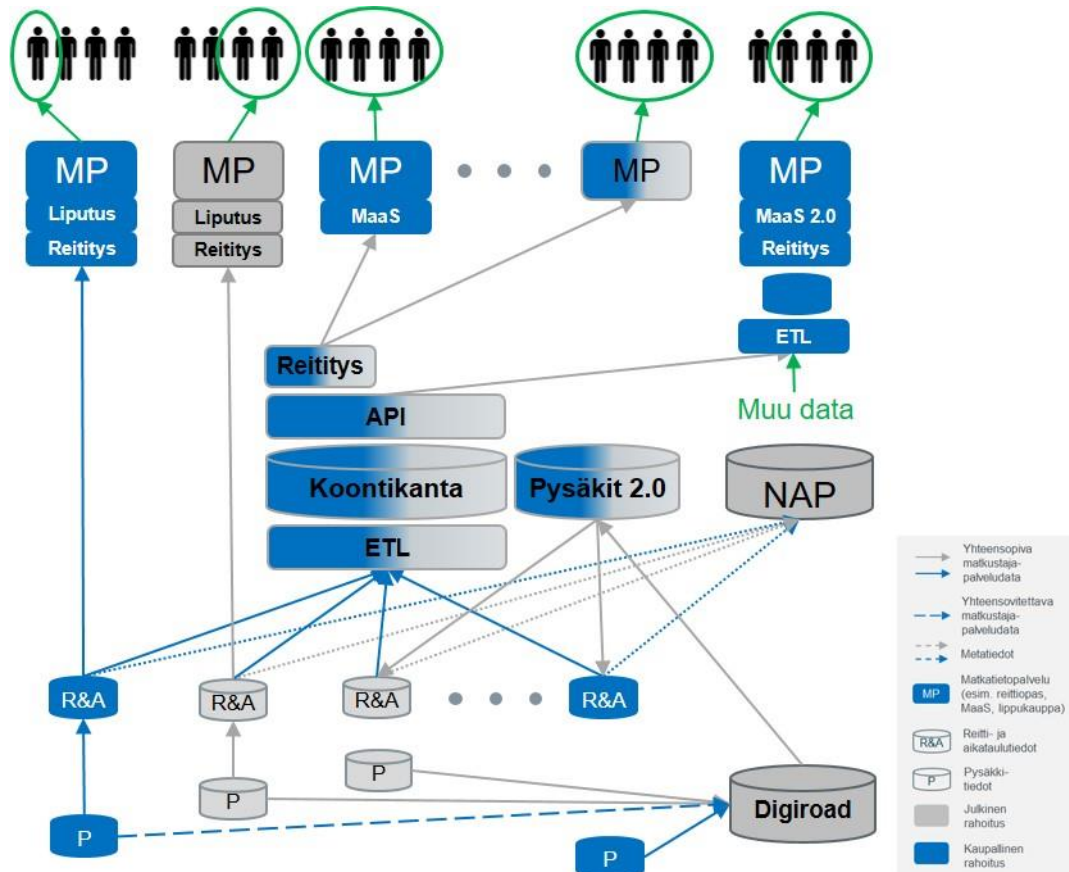 MP
Liputus
Reititys
MP
Liputus
Reititys
MP
MaaS
MP
MP
MaaS 2.0
Reititys
ETL
Muu data
Reititys
API
Koontikanta
Pysäkit 2.0
NAP
ETL
R&A
R&A
R&A
R&A
P
P
P
P
Digiroad
Yhteensopiva
matkustaja-
palveludata
Yhteensovitettava
matkustaja-
palveludata
Metatiedot
MP
Matkatietopalvelu
(esim. reittiopas,
MaaS, lippukauppa)
R&A
Reitti- ja
aikataulutiedot
P
Pysäkki-
tiedot
Julkinen
rahoitus
Kaupallinen
rahoitus